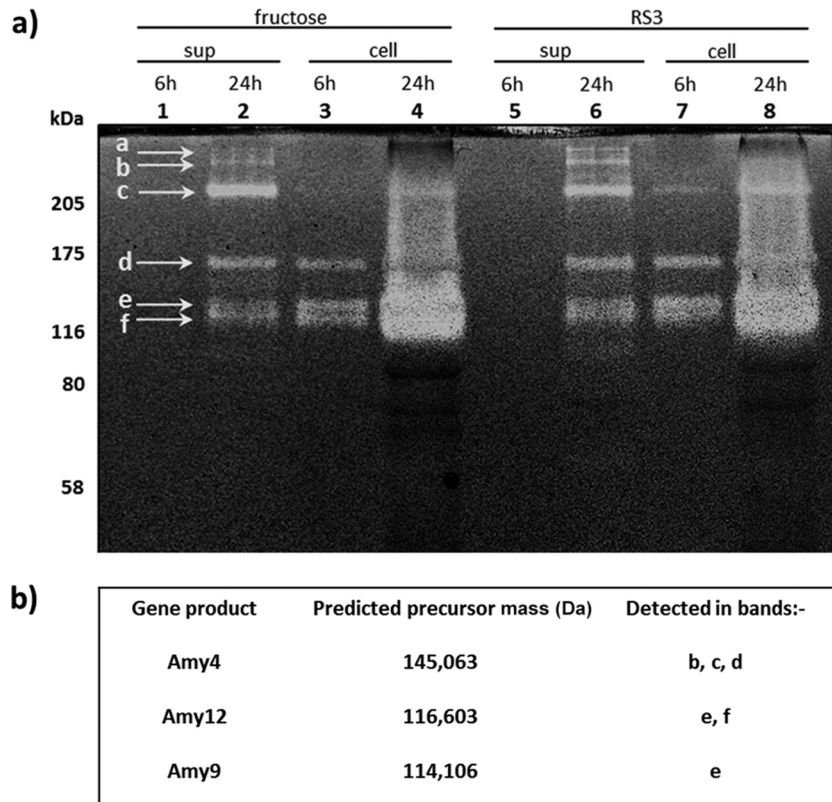 a)
fructose RS3
sup cell sup cell
6h 24h 6h 24h 6h 24h 6h 24h
kDa 1 2 3 4 5 6 7 8
a
b
c
205
175
d
e
f
116
80
58
b)
Gene product Predicted precursor mass (Da) Detected in bands:-
Amy4 145,063 b, c, d
Amy12 116,603 e, f
Amy9 114,106 e